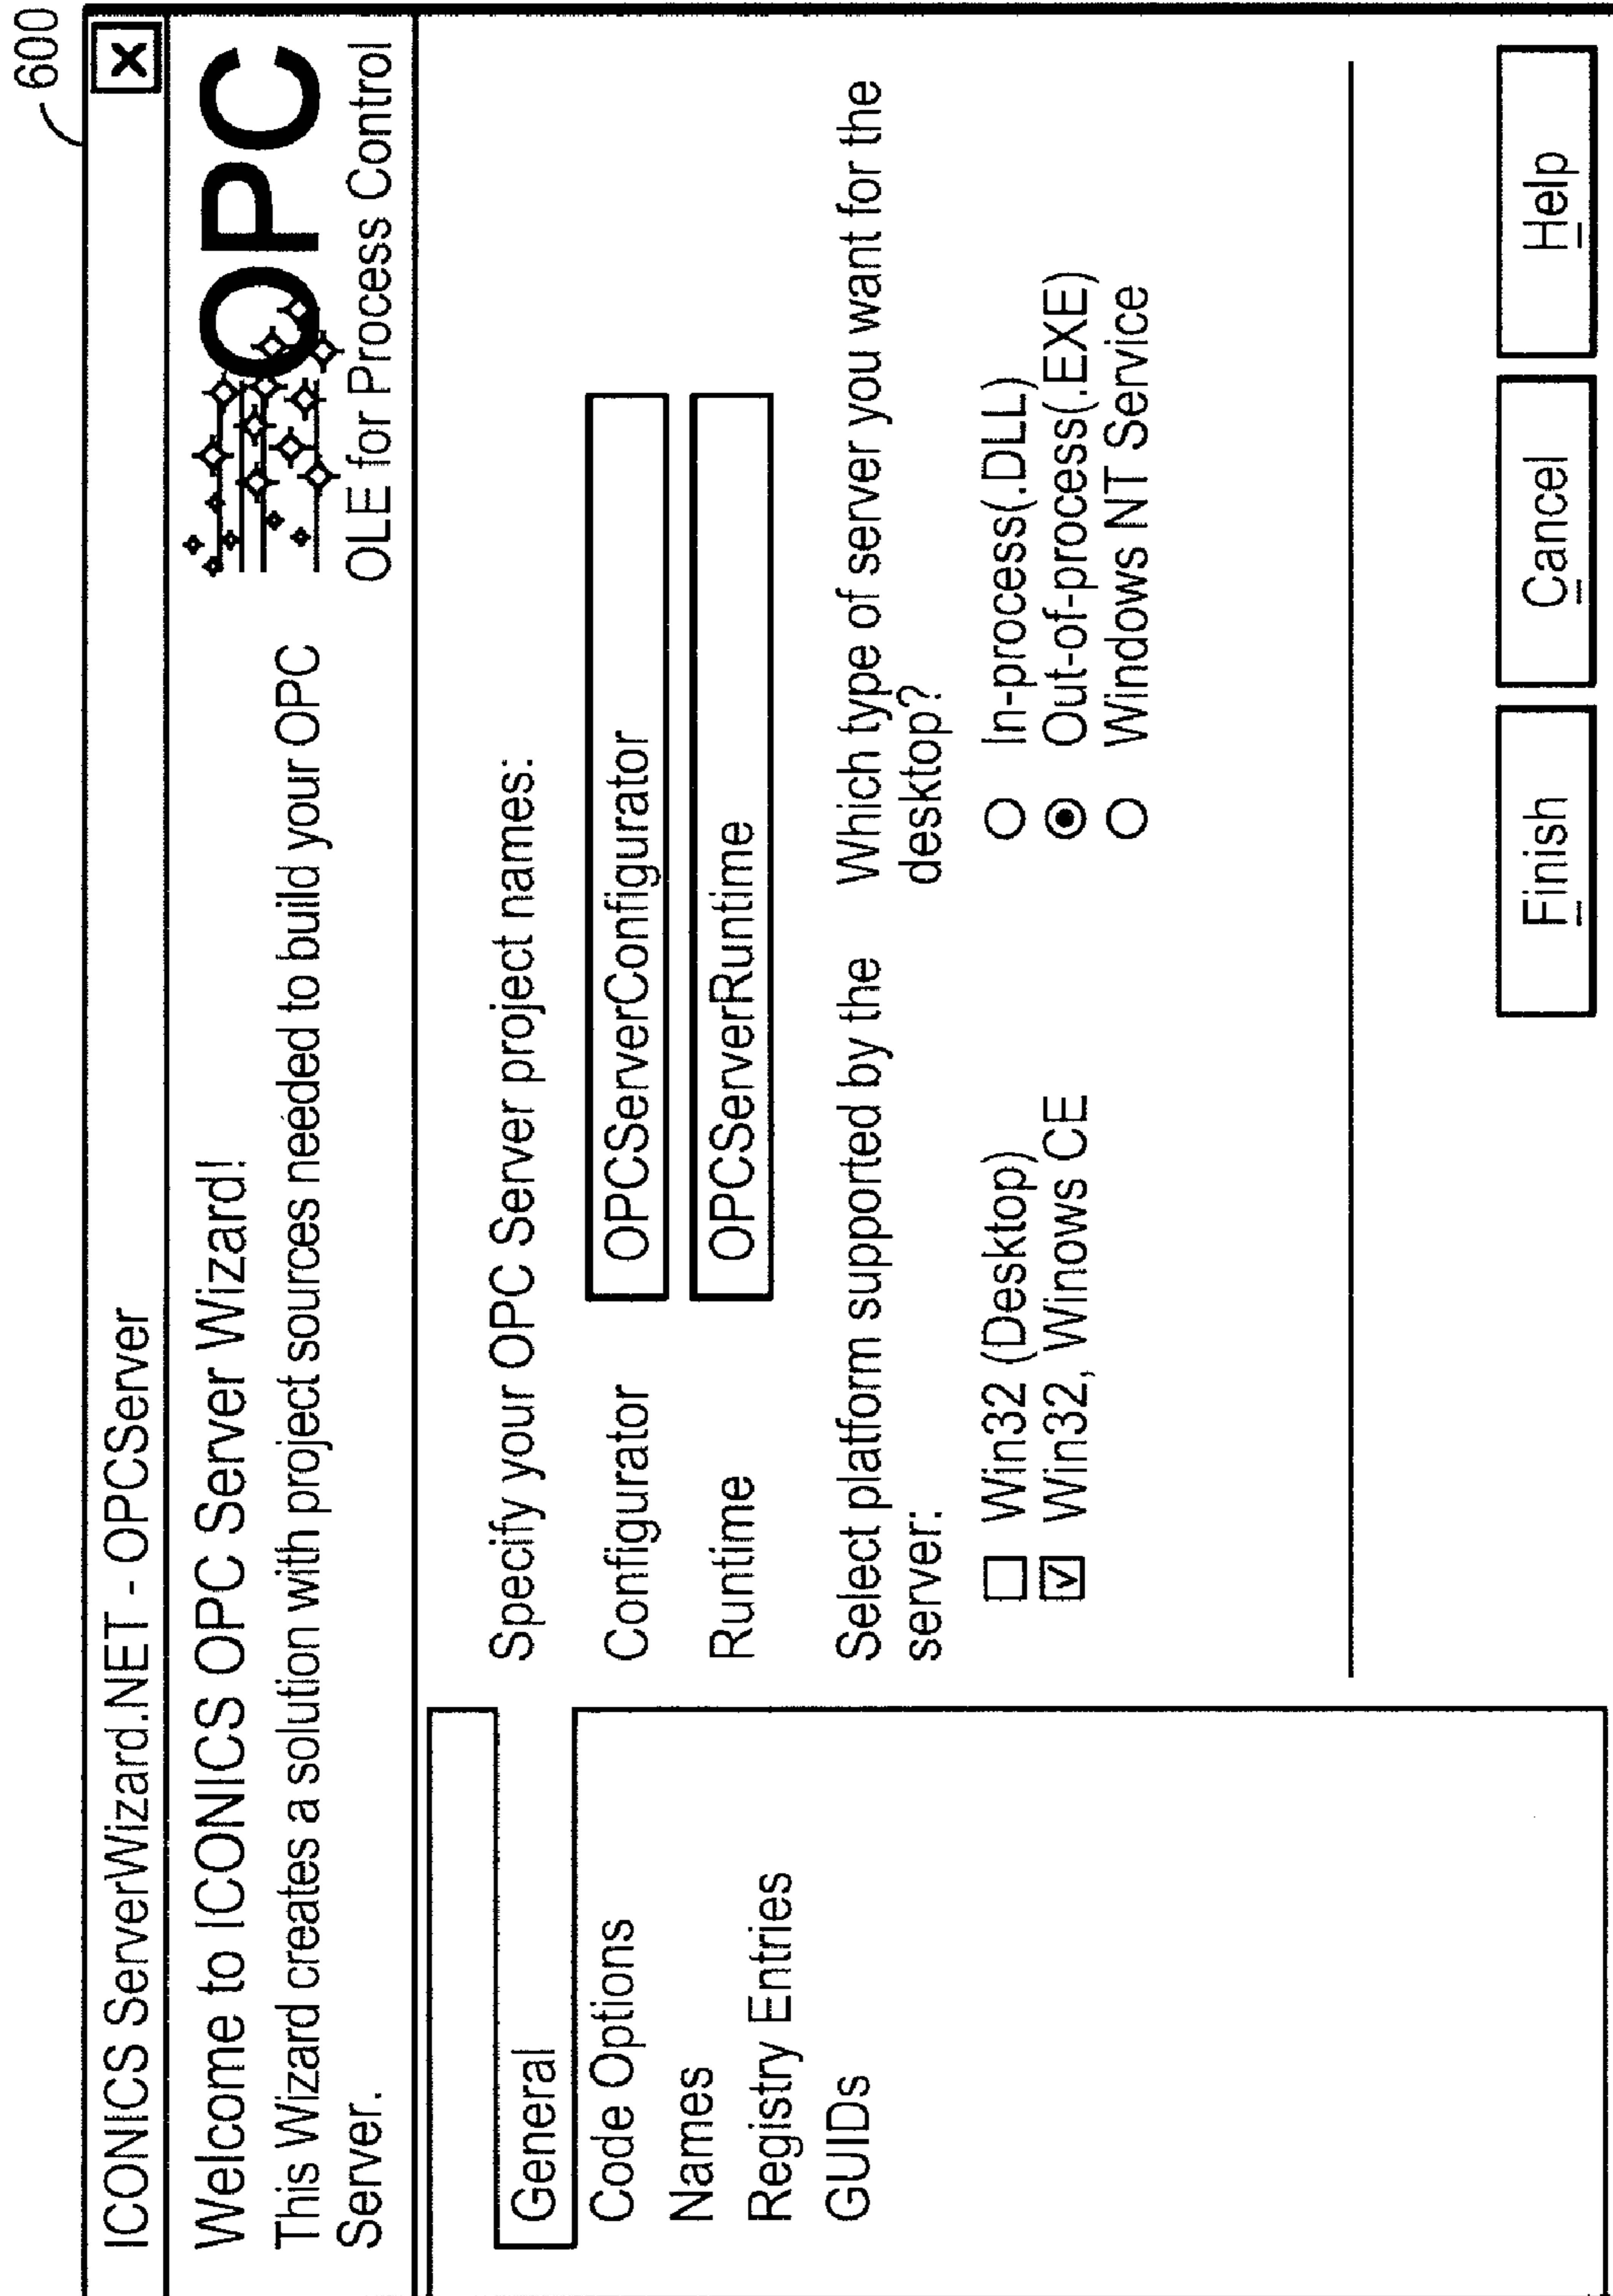 600
ICONICS ServerWizard.NET - OPCServer
Welcome to ICONICS OPC Server Wizard!
This Wizard creates a solution with project sources needed to build your OPC
Server.
OPC
OLE for Process Control
General
Code Options
Names
Registry Entries
GUIDs
Specify your OPC Server project names:
Configurator OPCServerConfigurator
Runtime OPCServerRuntime
Select platform supported by the
server:
Win32 (Desktop)
Win32, Winows CE
Which type of server you want for the
desktop?
In-process(.DLL)
Out-of-process(.EXE)
Windows NT Service
Finish Cancel Help